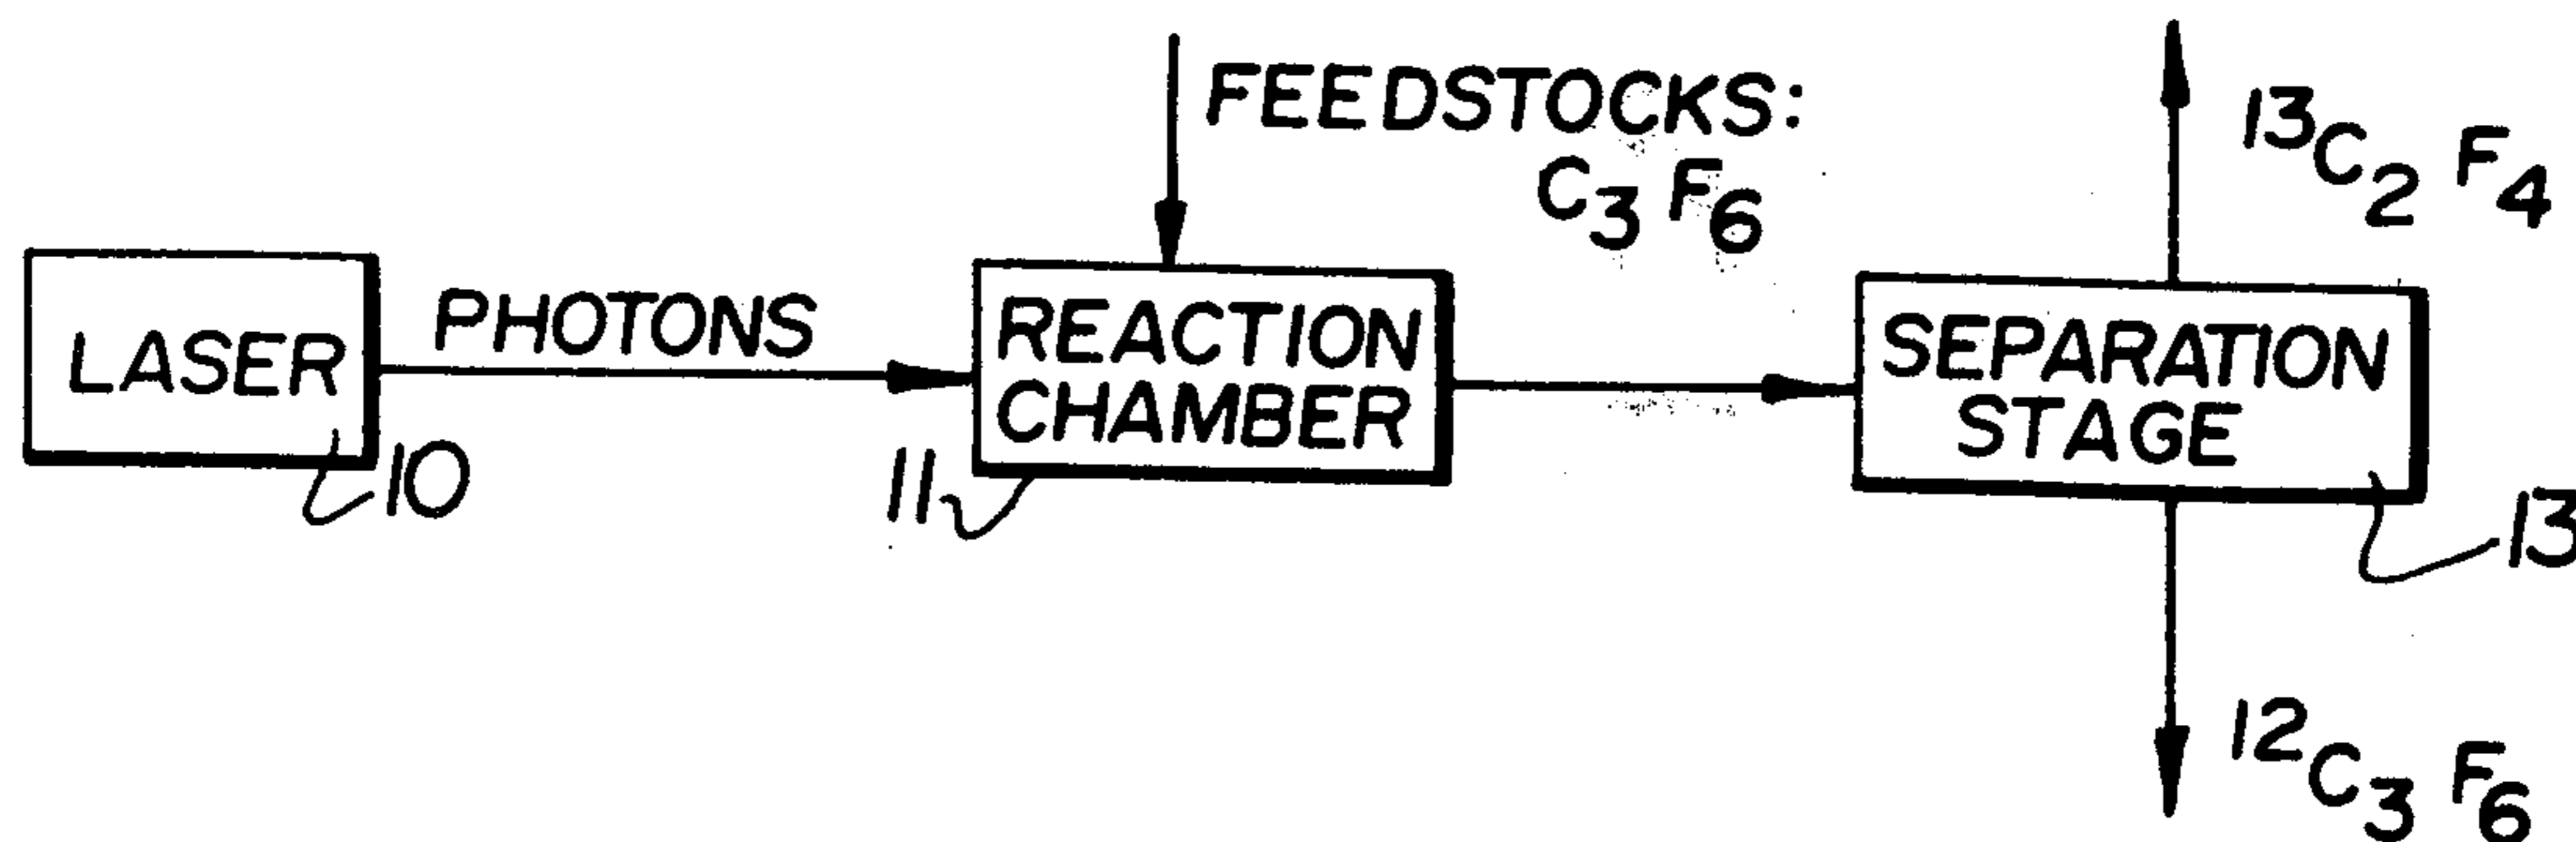 FEEDSTOCKS:
C₃ F₆
¹³C₂ F₄
LASER
PHOTONS
REACTION
CHAMBER
SEPARATION
STAGE
10
11
13
¹²C₃ F₆